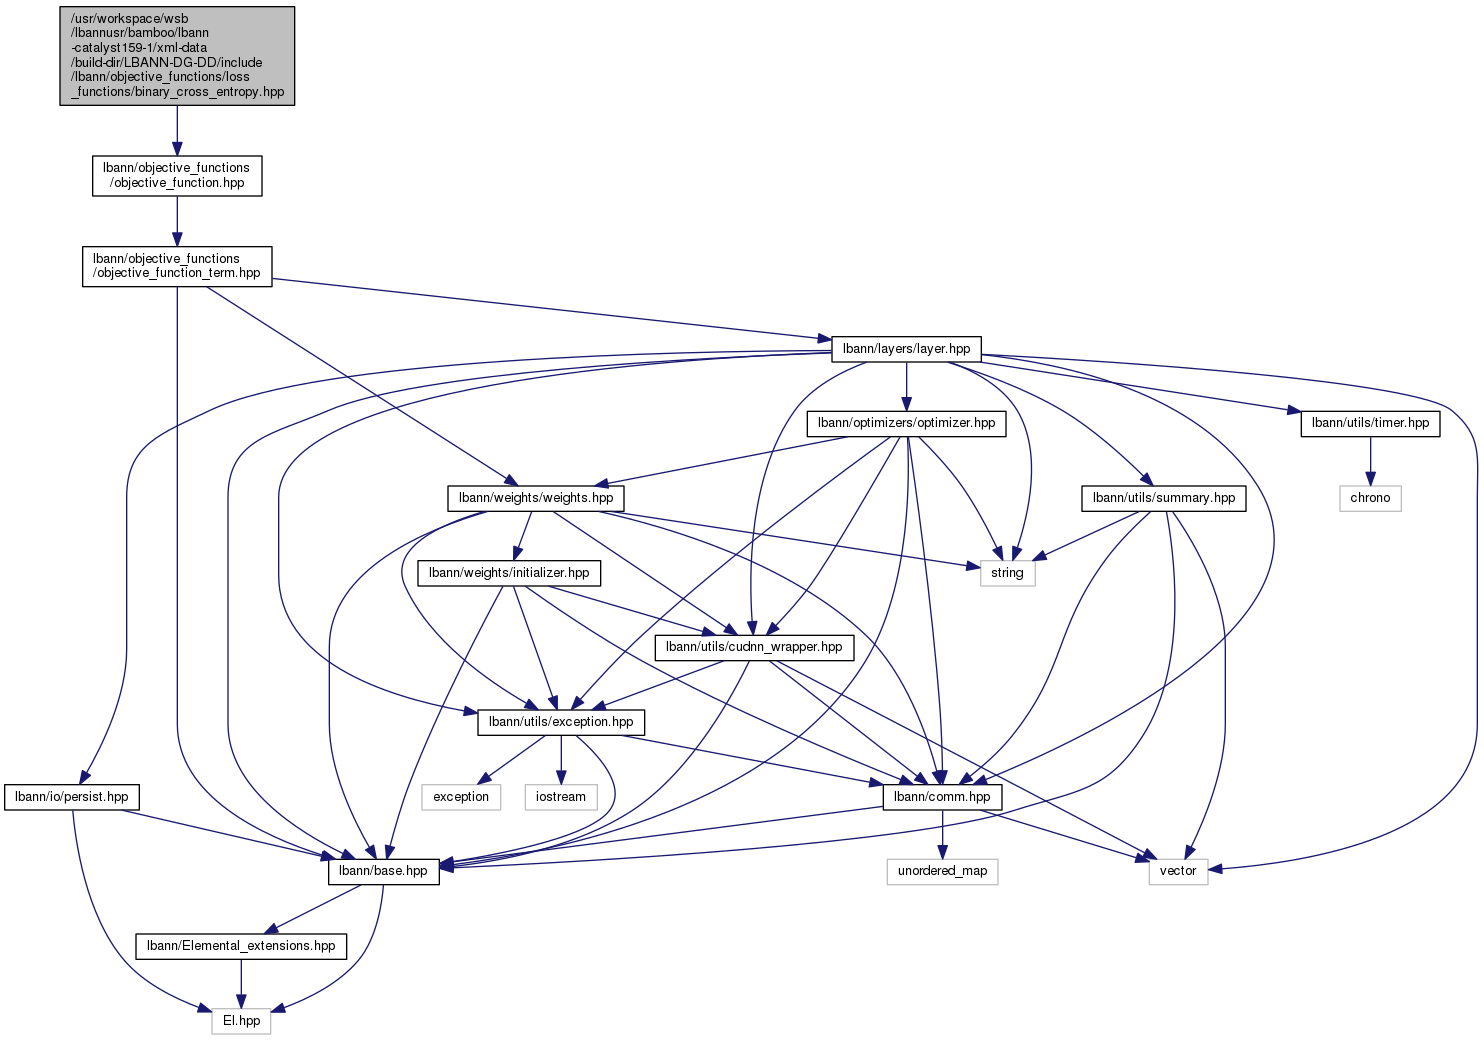 /usr/workspace/wsb
/lbannusr/bamboo/lbann
-catalyst159-1/xml-data
/build-dir/LBANN-DG-DD/include
/lbann/objective_functions/loss
_functions/binary_cross_entropy.hpp
lbann/objective_functions
/objective_function.hpp
lbann/objective_functions
/objective_function_term.hpp
lbann/layers/layer.hpp
lbann/optimizers/optimizer.hpp
lbann/utils/timer.hpp
lbann/weights/weights.hpp
lbann/utils/summary.hpp
chrono
lbann/weights/initializer.hpp
string
lbann/utils/cudnn_wrapper.hpp
lbann/utils/exception.hpp
lbann/io/persist.hpp
exception
iostream
lbann/comm.hpp
lbann/base.hpp
unordered_map
vector
lbann/Elemental_extensions.hpp
El.hpp